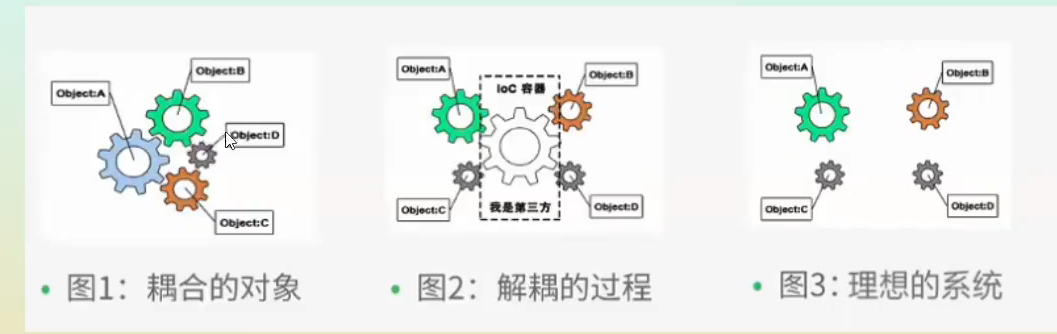 Object:B
Object:A
Object:D
Object:C
Object:A
IoC 容器
Object:B
Object:C
我是第三方
Object:D
Object:A
Object:B
Object:C
Object:D
• 图1：耦合的对象
• 图2：解耦的过程
• 图3：理想的系统